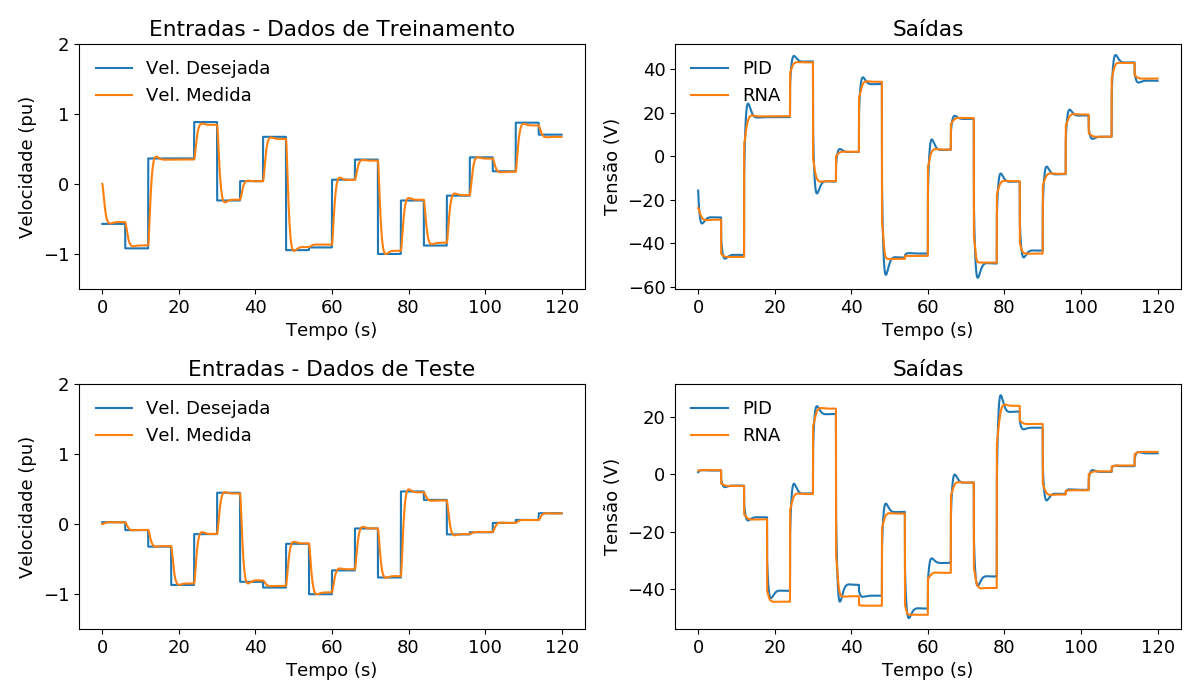 Entradas - Dados de Treinamento
Vel. Desejada
Vel. Medida
Velocidade (pu)
2
1
0
−1
0 20 40 60 80 100 120
Tempo (s)
Saídas
PID
RNA
Tensão (V)
40
20
0
−20
−40
−60
0 20 40 60 80 100 120
Tempo (s)
Entradas - Dados de Teste
Vel. Desejada
Vel. Medida
Velocidade (pu)
2
1
0
−1
0 20 40 60 80 100 120
Tempo (s)
Saídas
PID
RNA
Tensão (V)
20
0
−20
−40
0 20 40 60 80 100 120
Tempo (s)